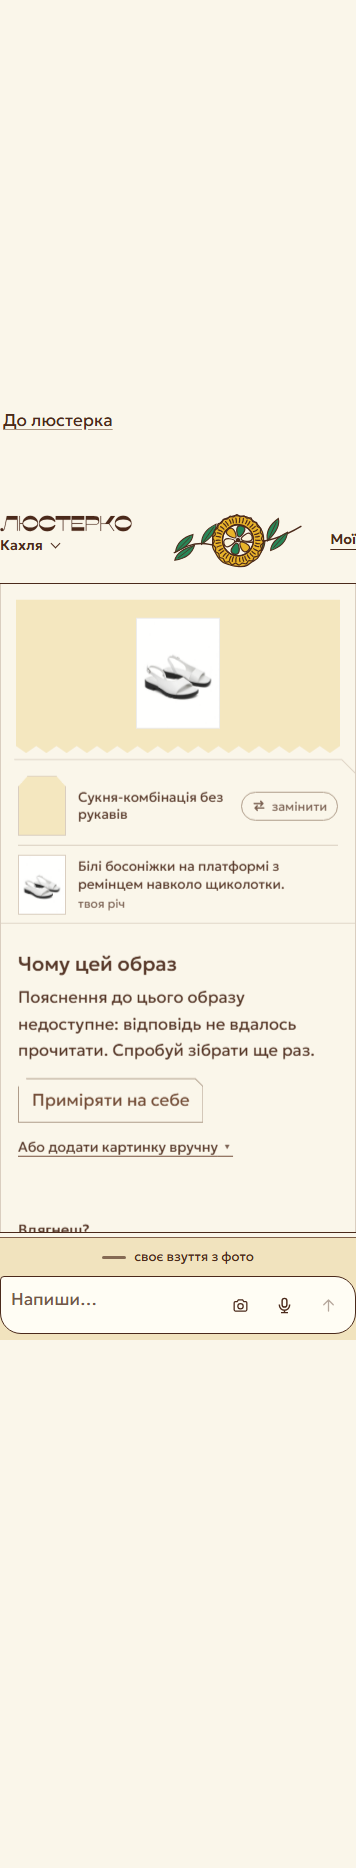 До люстерка
ЛЮСТЕРКО
Кахля
Мої
Сукня-комбінація без
рукавів
замінити
Білі босоніжки на платформі з
ремінцем навколо щиколотки.
твоя річ
Чому цей образ
Пояснення до цього образу
недоступне: відповідь не вдалось
прочитати. Спробуй зібрати ще раз.
Приміряти на себе
Або додати картинку вручну
Вдягнеш?
своє взуття з фото
Напиши...